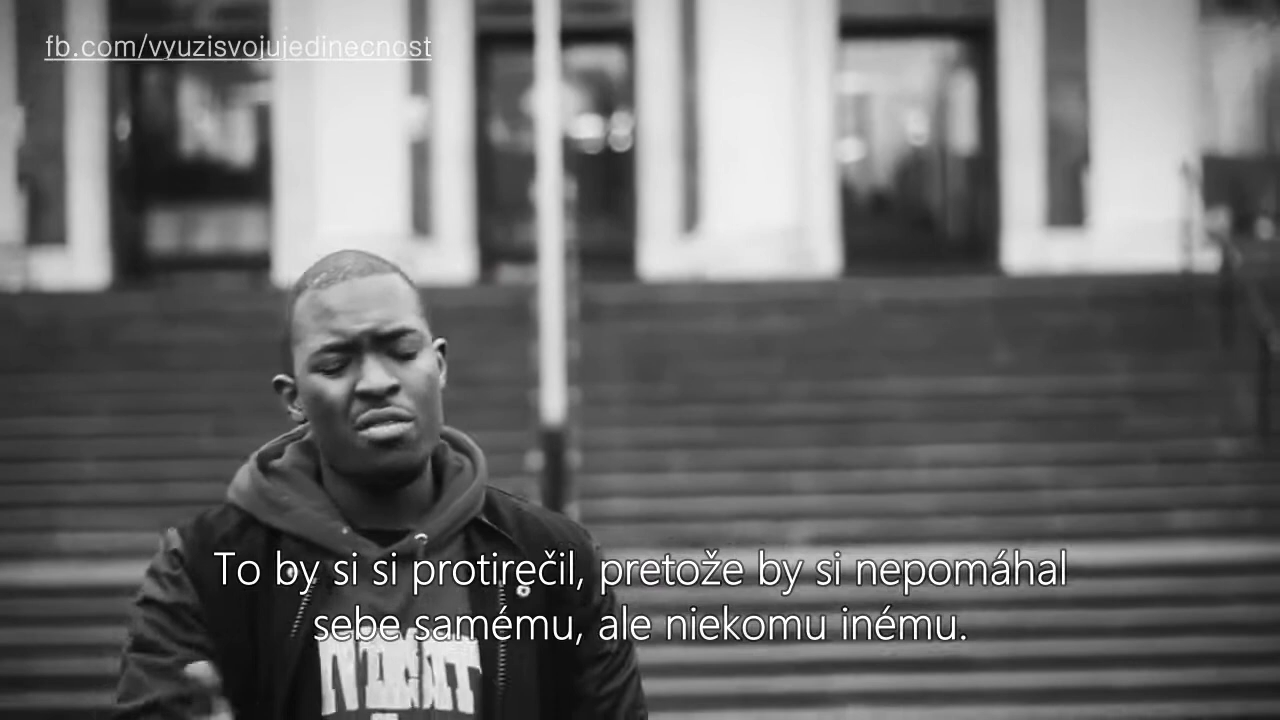 fb.com/vyuzisvojujedinecnost
To by si si protirečil, pretože by si nepomáhal
sebe samému, ale niekomu inému.